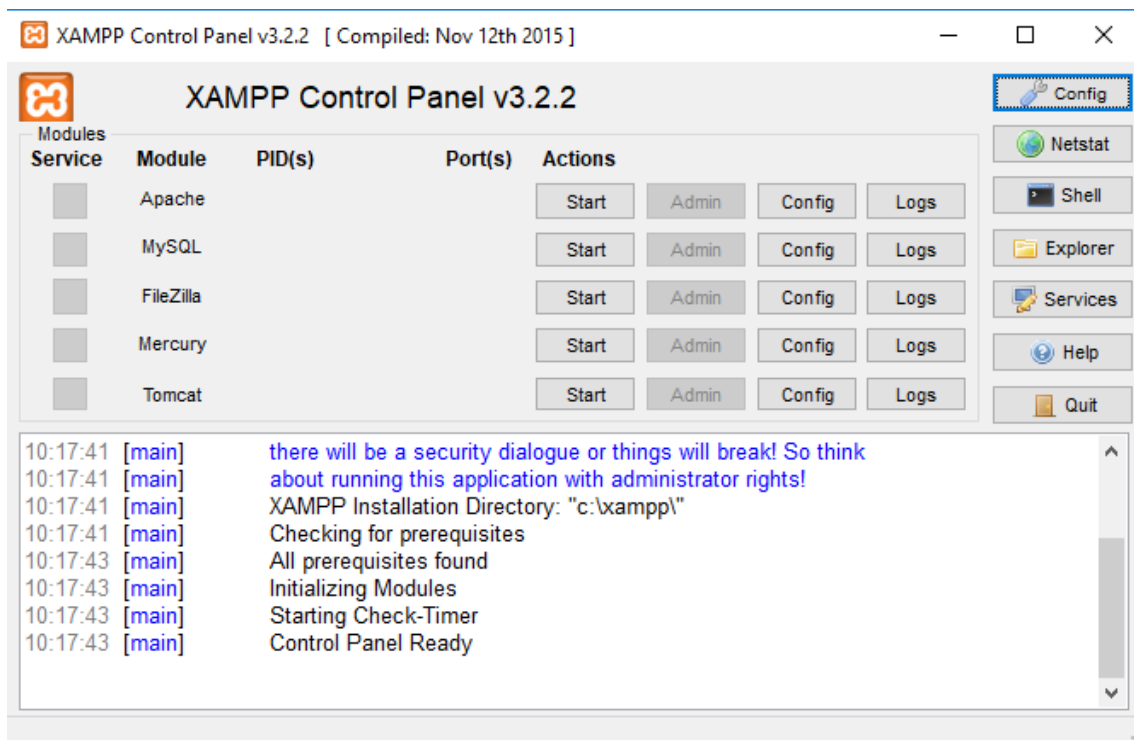 XAMPP Control Panel v3.2.2 [ Compiled: Nov 12th 2015 ]
XAMPP Control Panel v3.2.2
Config
Netstat
Shell
Explorer
Services
Help
Quit
Modules
Service Module PID(s) Port(s) Actions
Apache Start Admin Config Logs
MySQL Start Admin Config Logs
FileZilla Start Admin Config Logs
Mercury Start Admin Config Logs
Tomcat Start Admin Config Logs
10:17:41 [main] there will be a security dialogue or things will break! So think
10:17:41 [main] about running this application with administrator rights!
10:17:41 [main] XAMPP Installation Directory: "c:\xampp\"
10:17:41 [main] Checking for prerequisites
10:17:43 [main] All prerequisites found
10:17:43 [main] Initializing Modules
10:17:43 [main] Starting Check-Timer
10:17:43 [main] Control Panel Ready